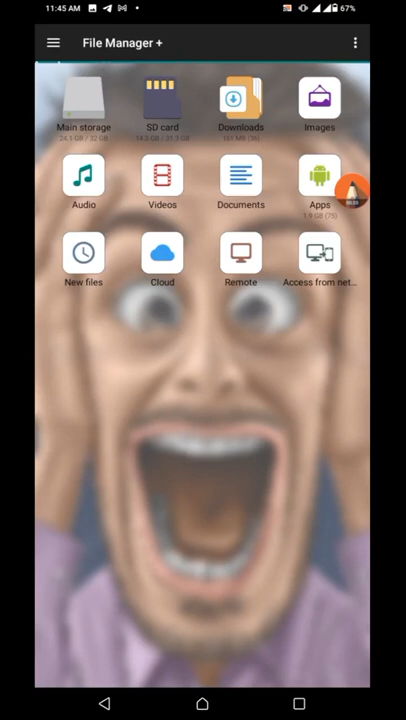 11:45 AM
67%
File Manager +
Main storage
24.1 GB / 32 GB
SD card
14.3 GB / 31.3 GB
Downloads
161 MB (36)
Images
Audio
Videos
Documents
Apps
1.9 GB (75)
New files
Cloud
Remote
Access from net...